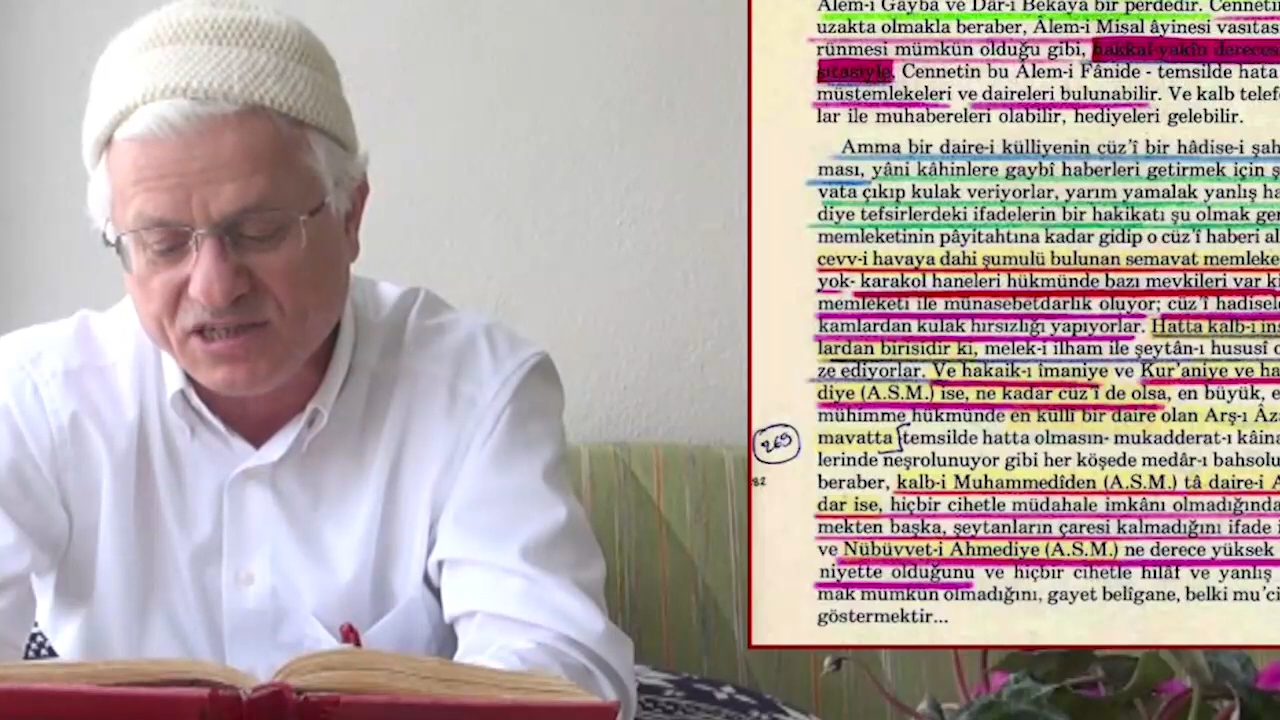 Âlem-i Gayba ve Dâr-ı Bekaya bir perdedir. Cennetin
uzakta olmakla beraber, Âlem-i Misal âyinesi vasıtas
rünmesi mümkün olduğu gibi, hakkal-yakîn dereces
sıtasiyle, Cennetin bu Âlem-i Fânide - temsilde hata
müstemlekeleri ve daireleri bulunabilir. Ve kalb telef
lar ile muhabereleri olabilir, hediyeleri gelebilir.
Amma bir daire-i külliyenin cüz'î bir hâdise-i şah
ması, yâni kâhinlere gaybî haberleri getirmek için ş
vata çıkıp kulak veriyorlar, yarım yamalak yanlış ha
diye tefsirlerdeki ifadelerin bir hakikatı şu olmak ge
memleketinin pâyitahtına kadar gidip o cüz'î haberi al
cevv-i havaya dahi şumulü bulunan semavat memleke
yok- karakol haneleri hükmünde bazı mevkileri var ki
memleketi ile münasebetdarlık oluyor; cüz'î hadisele
kamlardan kulak hırsızlığı yapıyorlar. Hatta kalb-i in
lardan birisidir ki, melek-i ilham ile şeytân-ı hususî
ze ediyorlar. Ve hakaik-ı îmaniye ve Kur'aniye ve ha
diye (A.S.M.) ise, ne kadar cüz'î de olsa, en büyük, e
mühimme hükmünde en küllî bir daire olan Arş-ı Âz
mavatta temsilde hatta olmasın- mukadderat-ı kâina
269
lerinde neşrolunuyor gibi her köşede medâr-ı bahsolu
82
beraber, kalb-i Muhammedîden (A.S.M.) tâ daire-i A
dar ise, hiçbir cihetle müdahale imkânı olmadığında
mekten başka, şeytanların çaresi kalmadığını ifade
ve Nübüvvet-i Ahmediye (A.S.M.) ne derece yüksek
niyette olduğunu ve hiçbir cihetle hilâf ve yanlış
mak mümkün olmadığını, gayet belîgane, belki mu'ci
göstermektir...